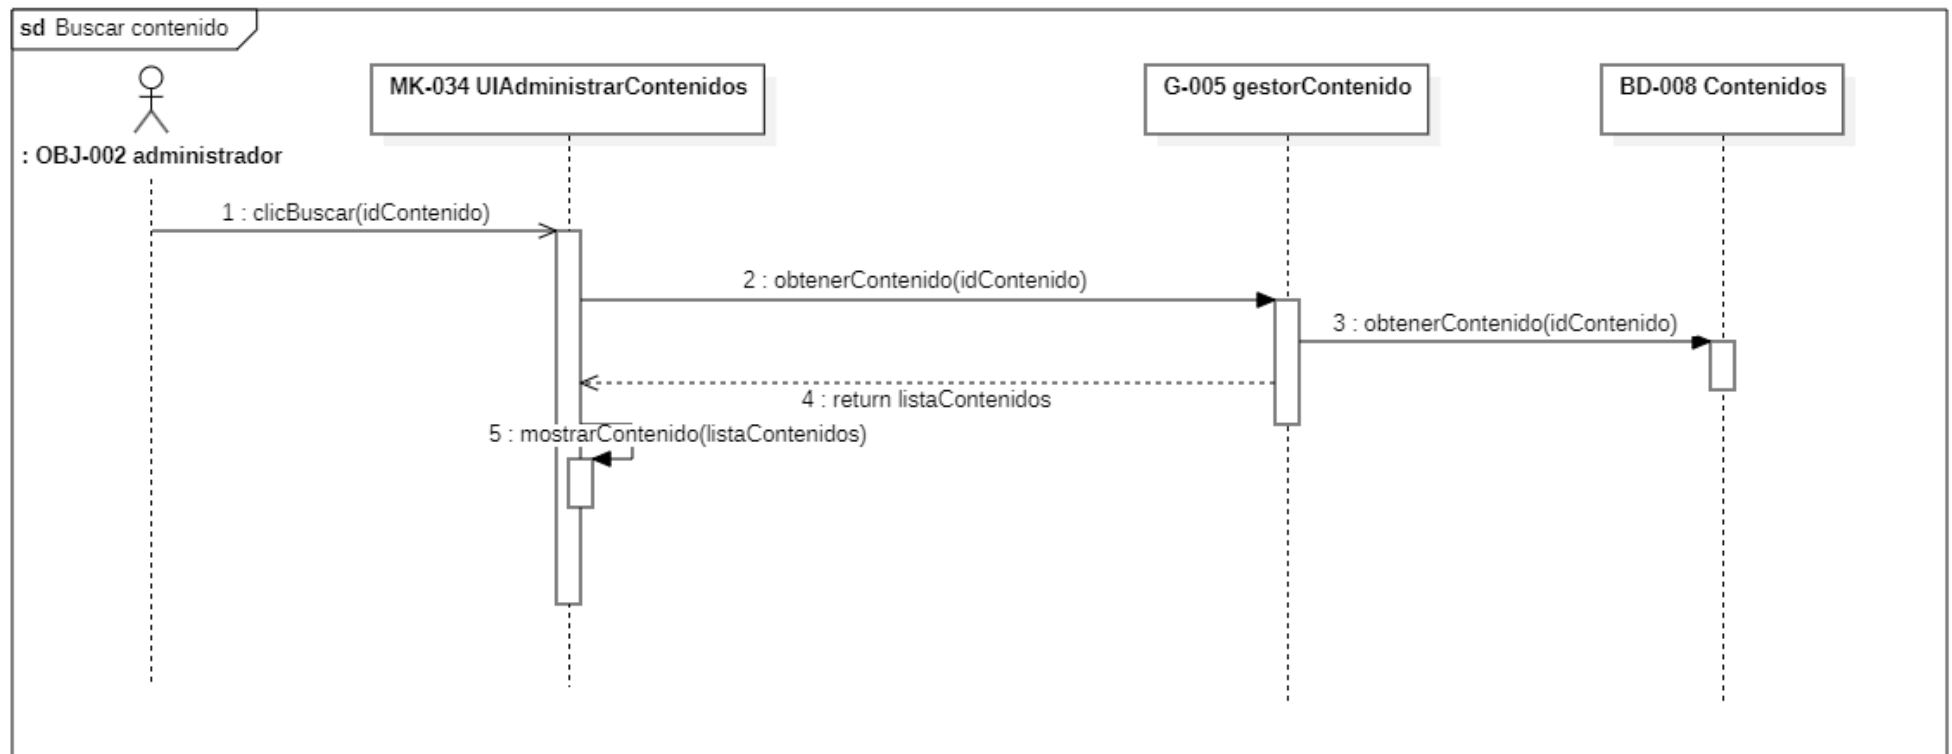 sd Buscar contenido
MK-034 UIAdministrarContenidos
G-005 gestorContenido
BD-008 Contenidos
: OBJ-002 administrador
1 : clicBuscar(idContenido)
2 : obtenerContenido(idContenido)
3 : obtenerContenido(idContenido)
4 : return listaContenidos
5 : mostrarContenido(listaContenidos)